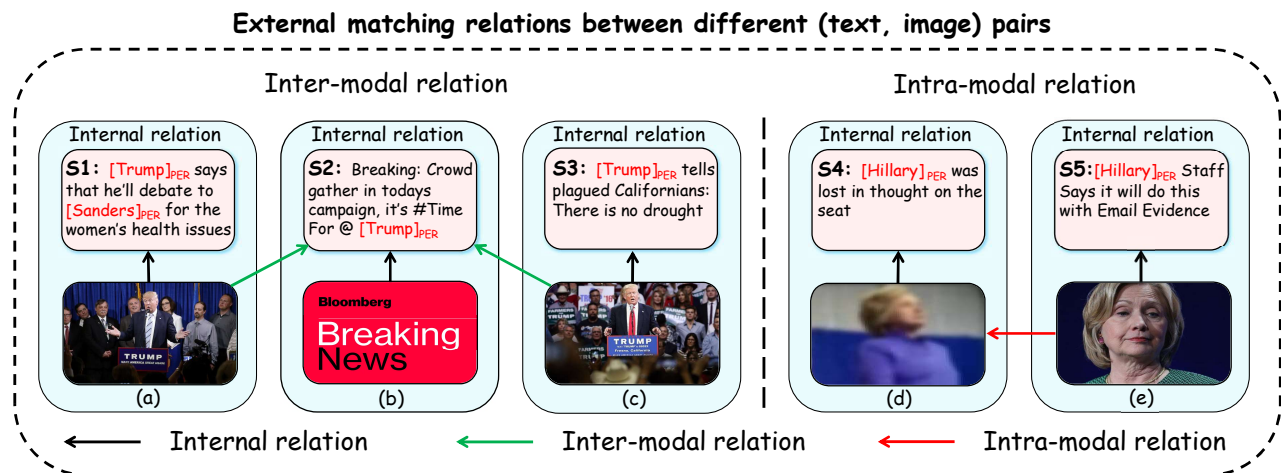 External matching relations between different (text, image) pairs
Inter-modal relation
Intra-modal relation
Internal relation
S1: [Trump]PER says
that he'll debate to
[Sanders]PER for the
women's health issues
TRUMP
(a)
Internal relation
S2: Breaking: Crowd
gather in todays
campaign, it's #Time
For @ [Trump]PER
Bloomberg
Breaking
News
(b)
Internal relation
S3: [Trump]PER tells
plagued Californians:
There is no drought
FARMERS
TRUMP
TRUMP
Fresno, California
(c)
Internal relation
S4: [Hillary]PER was
lost in thought on the
seat
(d)
Internal relation
S5:[Hillary]PER Staff
Says it will do this
with Email Evidence
(e)
Internal relation
Inter-modal relation
Intra-modal relation